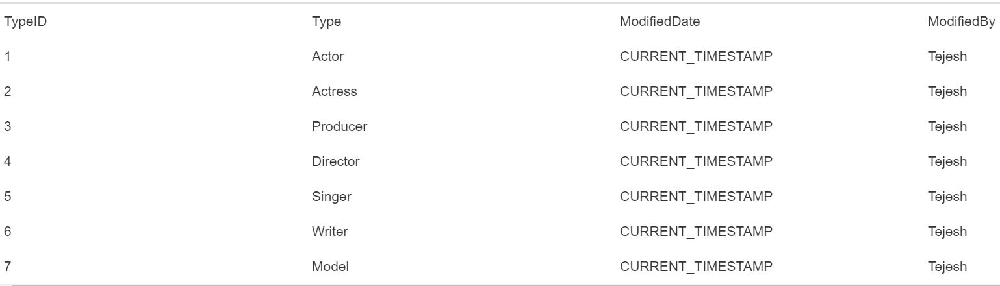 TypeID Type ModifiedDate ModifiedBy
1 Actor CURRENT_TIMESTAMP Tejesh
2 Actress CURRENT_TIMESTAMP Tejesh
3 Producer CURRENT_TIMESTAMP Tejesh
4 Director CURRENT_TIMESTAMP Tejesh
5 Singer CURRENT_TIMESTAMP Tejesh
6 Writer CURRENT_TIMESTAMP Tejesh
7 Model CURRENT_TIMESTAMP Tejesh